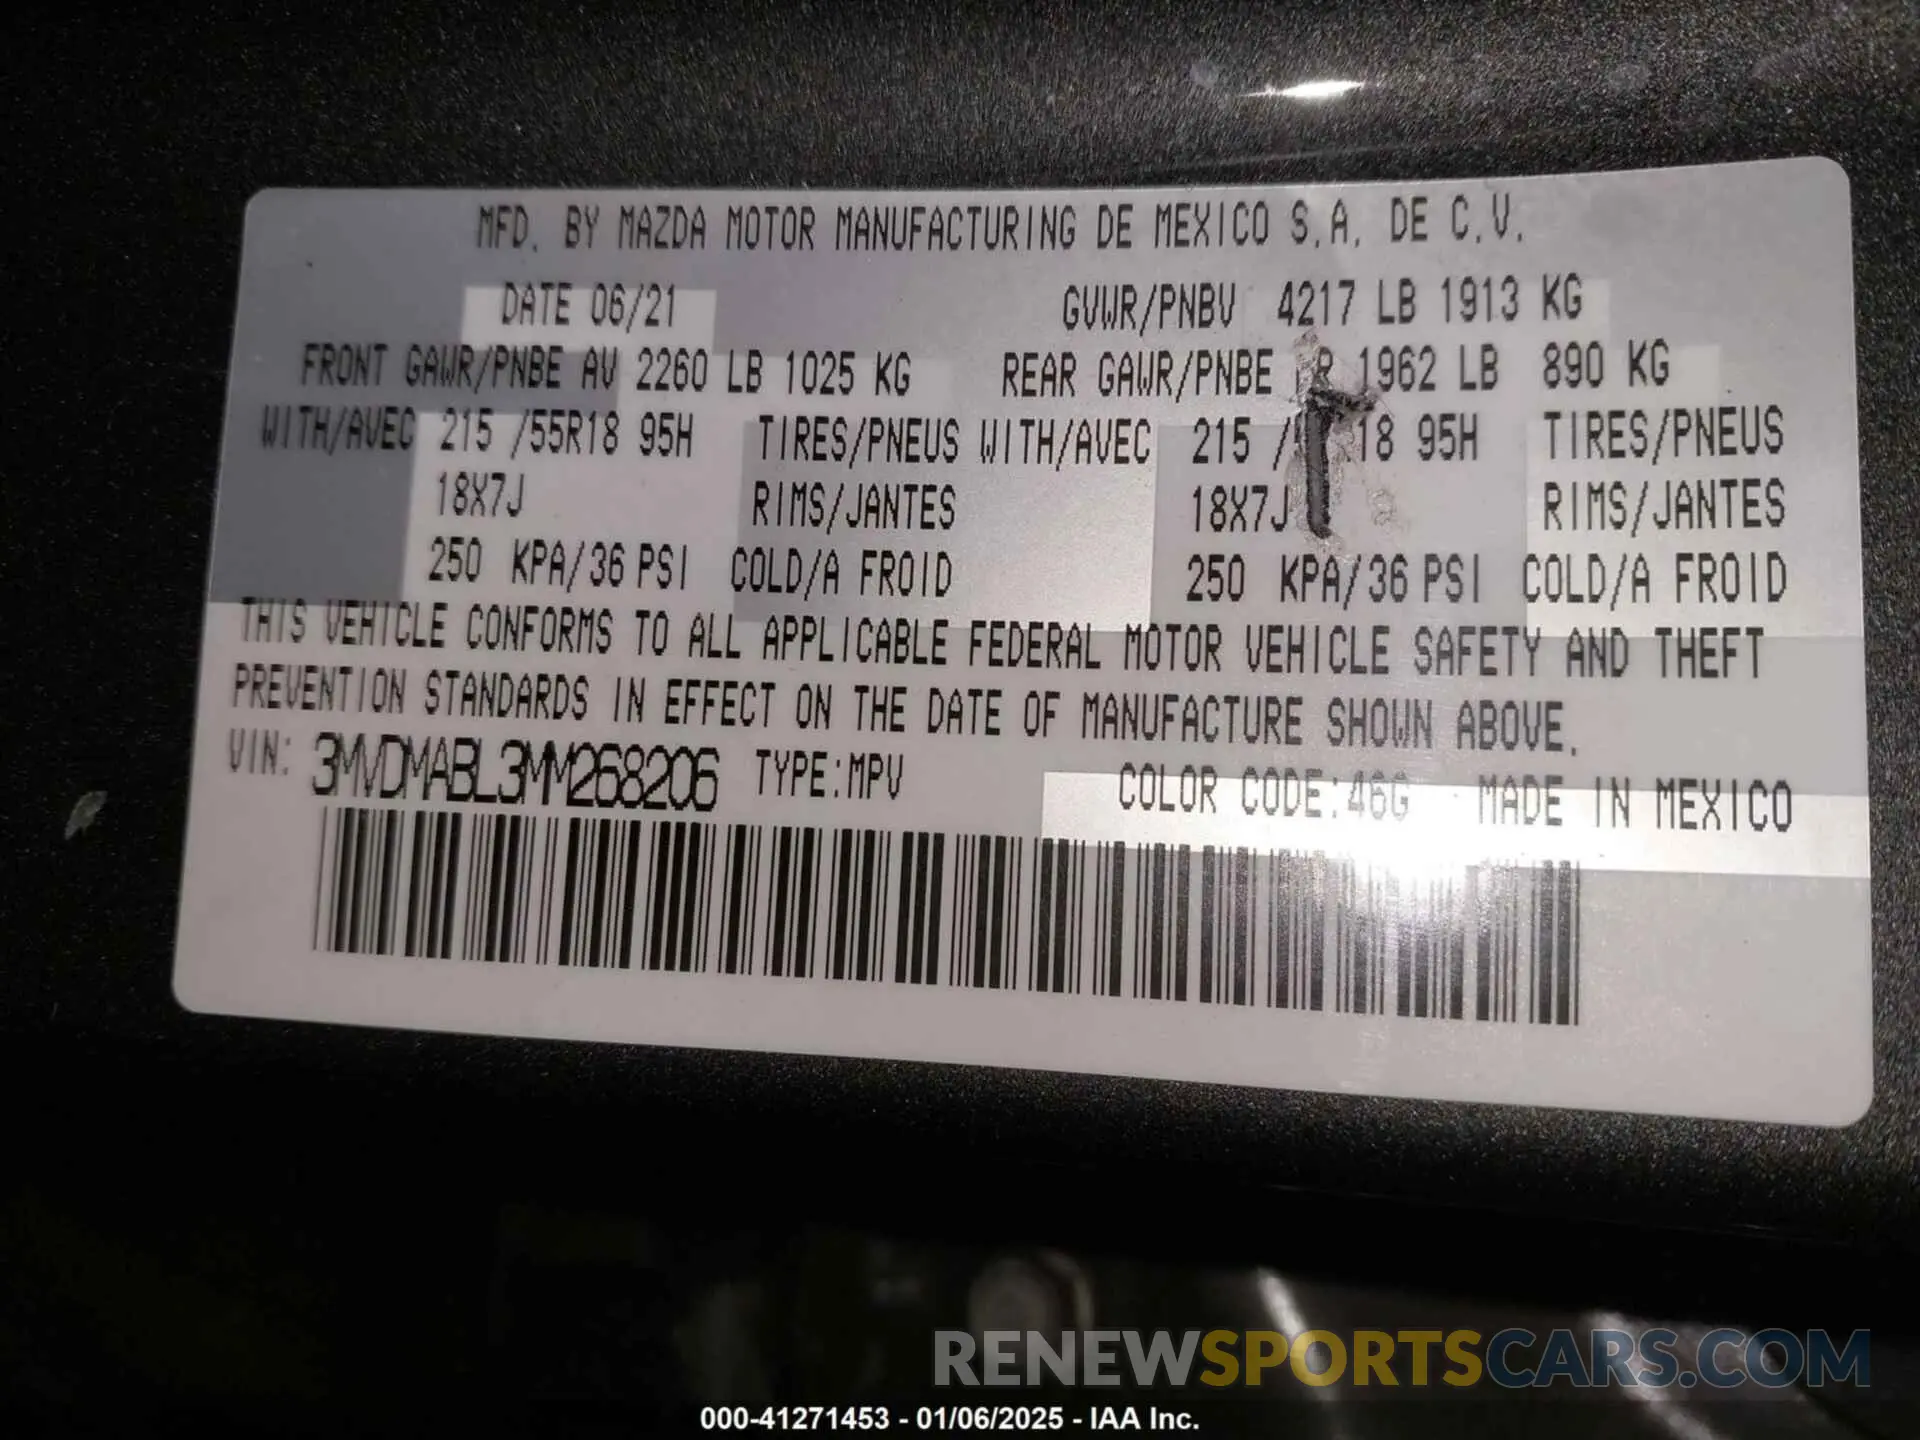 MFD. BY MAZDA MOTOR MANUFACTURING DE MEXICO S.A. DE C.V.
DATE 06/21 GVWR/PNBV 4217 LB 1913 KG
FRONT GAWR/PNBE AV 2260 LB 1025 KG REAR GAWR/PNBE 1962 LB 890 KG
WITH/AVEC 215 /55R18 95H TIRES/PNEUS WITH/AVEC 215 / 18 95H TIRES/PNEUS
18X7J RIMS/JANTES 18X7J RIMS/JANTES
250 KPA/36 PSI COLD/A FROID 250 KPA/36 PSI COLD/A FROID
THIS VEHICLE CONFORMS TO ALL APPLICABLE FEDERAL MOTOR VEHICLE SAFETY AND THEFT
PREVENTION STANDARDS IN EFFECT ON THE DATE OF MANUFACTURE SHOWN ABOVE.
VIN: 3MVDMABL3MM268206 TYPE:MPV COLOR CODE:46G MADE IN MEXICO
RENEWSPORTSCARS.COM
000-41271453 - 01/06/2025 - IAA Inc.